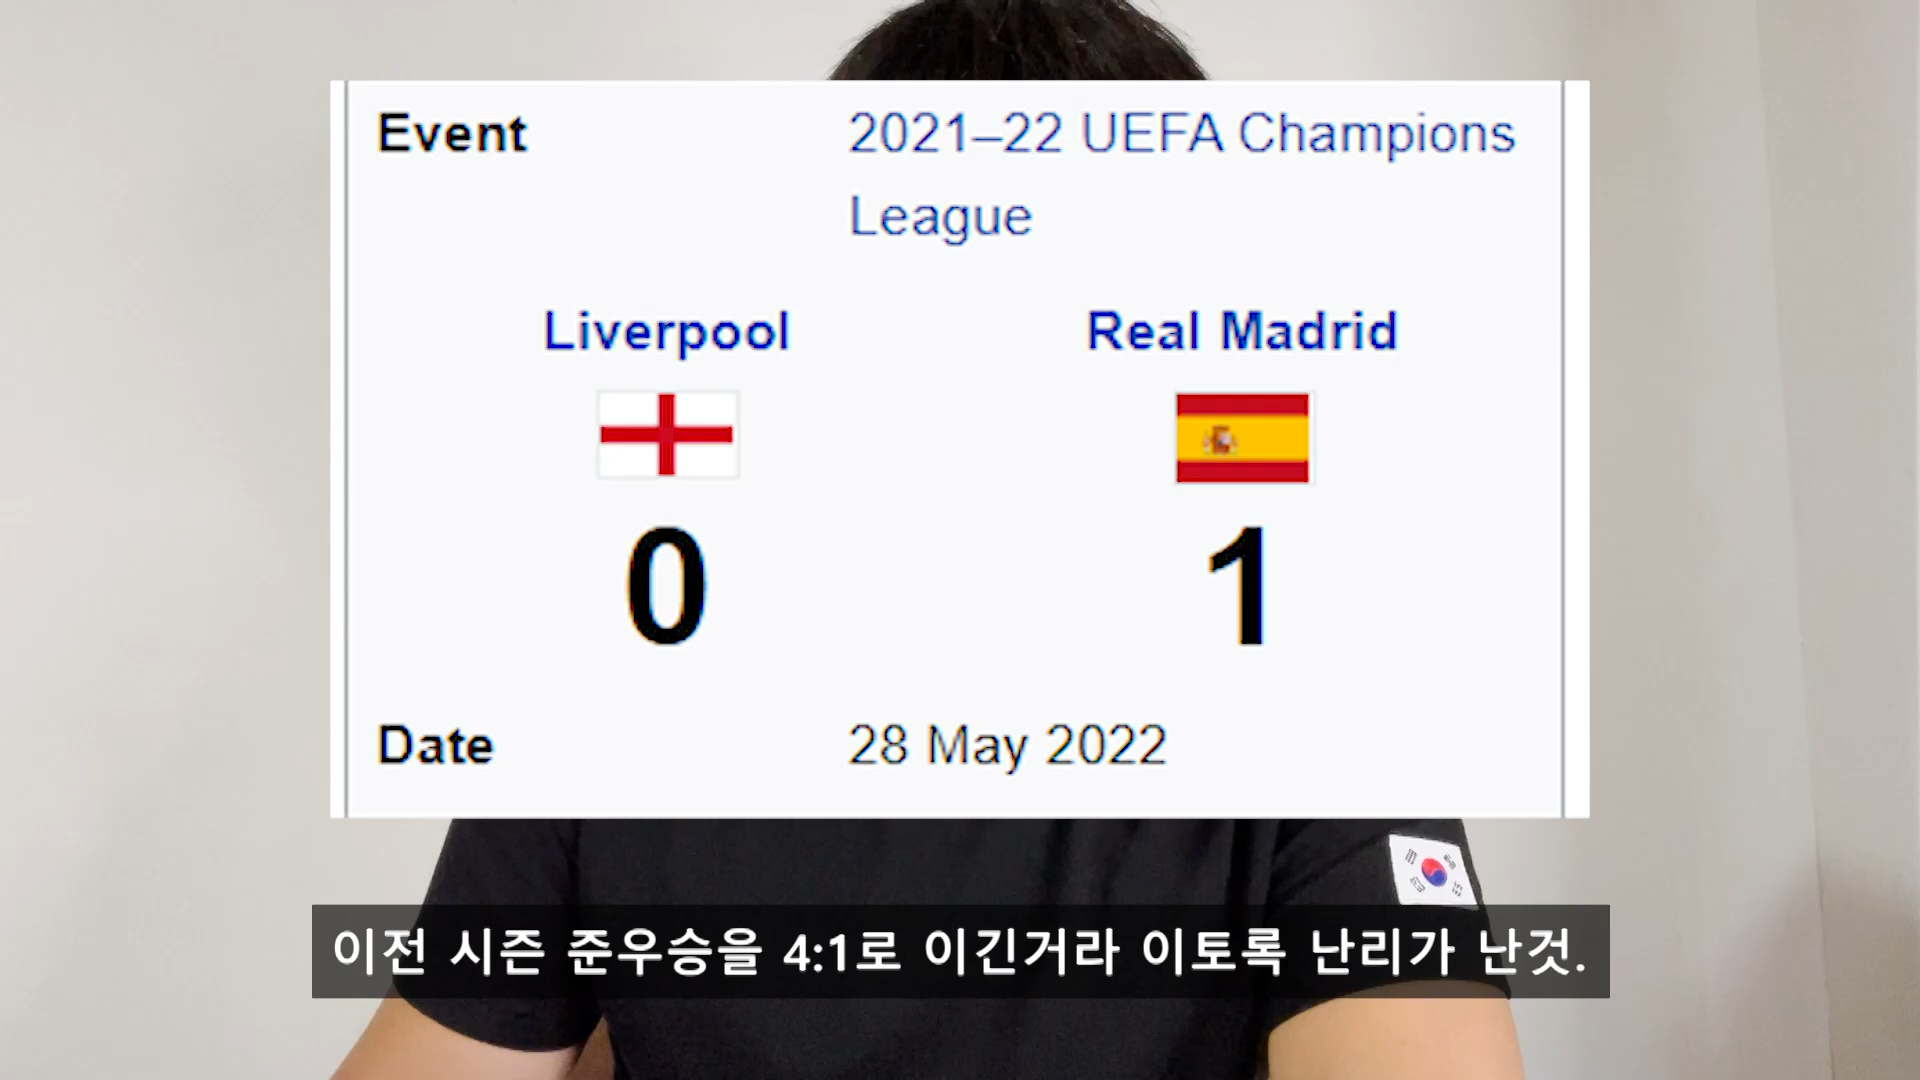 Event 2021–22 UEFA Champions
League
Liverpool Real Madrid
0 1
Date 28 May 2022
이전 시즌 준우승을 4:1로 이긴거라 이토록 난리가 난것.